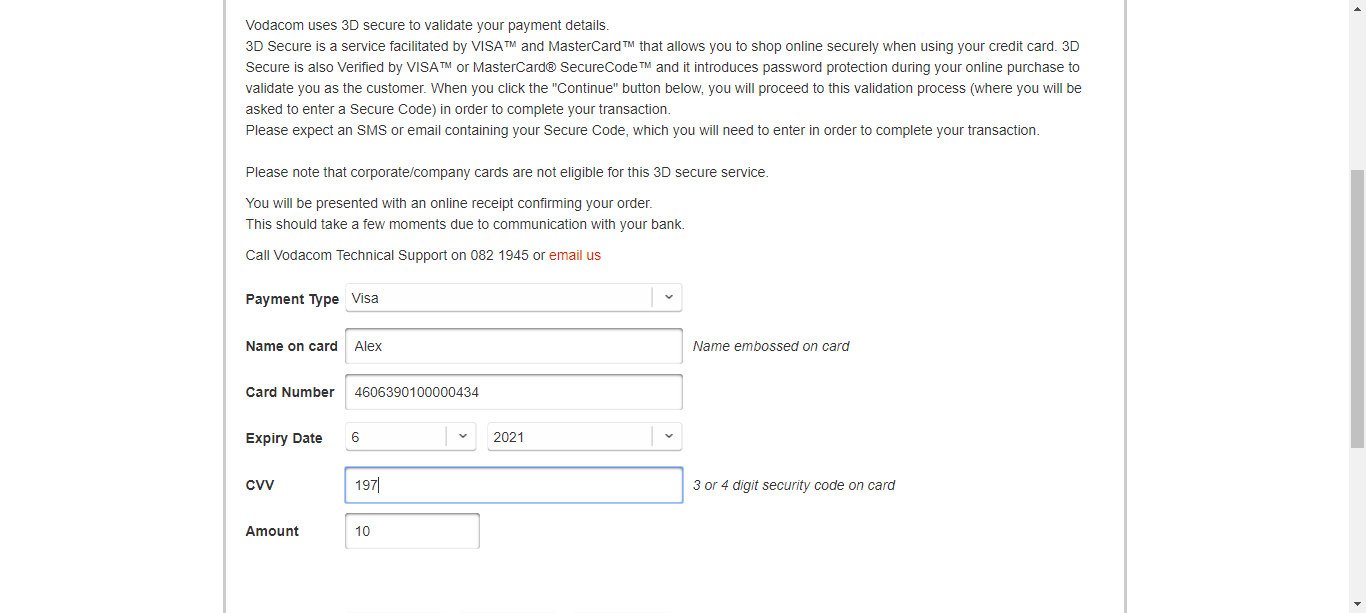 Vodacom uses 3D secure to validate your payment details.
3D Secure is a service facilitated by VISA™ and MasterCard™ that allows you to shop online securely when using your credit card. 3D
Secure is also Verified by VISA™ or MasterCard® SecureCode™ and it introduces password protection during your online purchase to
validate you as the customer. When you click the "Continue" button below, you will proceed to this validation process (where you will be
asked to enter a Secure Code) in order to complete your transaction.
Please expect an SMS or email containing your Secure Code, which you will need to enter in order to complete your transaction.
Please note that corporate/company cards are not eligible for this 3D secure service.
You will be presented with an online receipt confirming your order.
This should take a few moments due to communication with your bank.
Call Vodacom Technical Support on 082 1945 or email us
Payment Type Visa
Name on card Alex Name embossed on card
Card Number 4606390100000434
Expiry Date 6 2021
CVV 197 3 or 4 digit security code on card
Amount 10